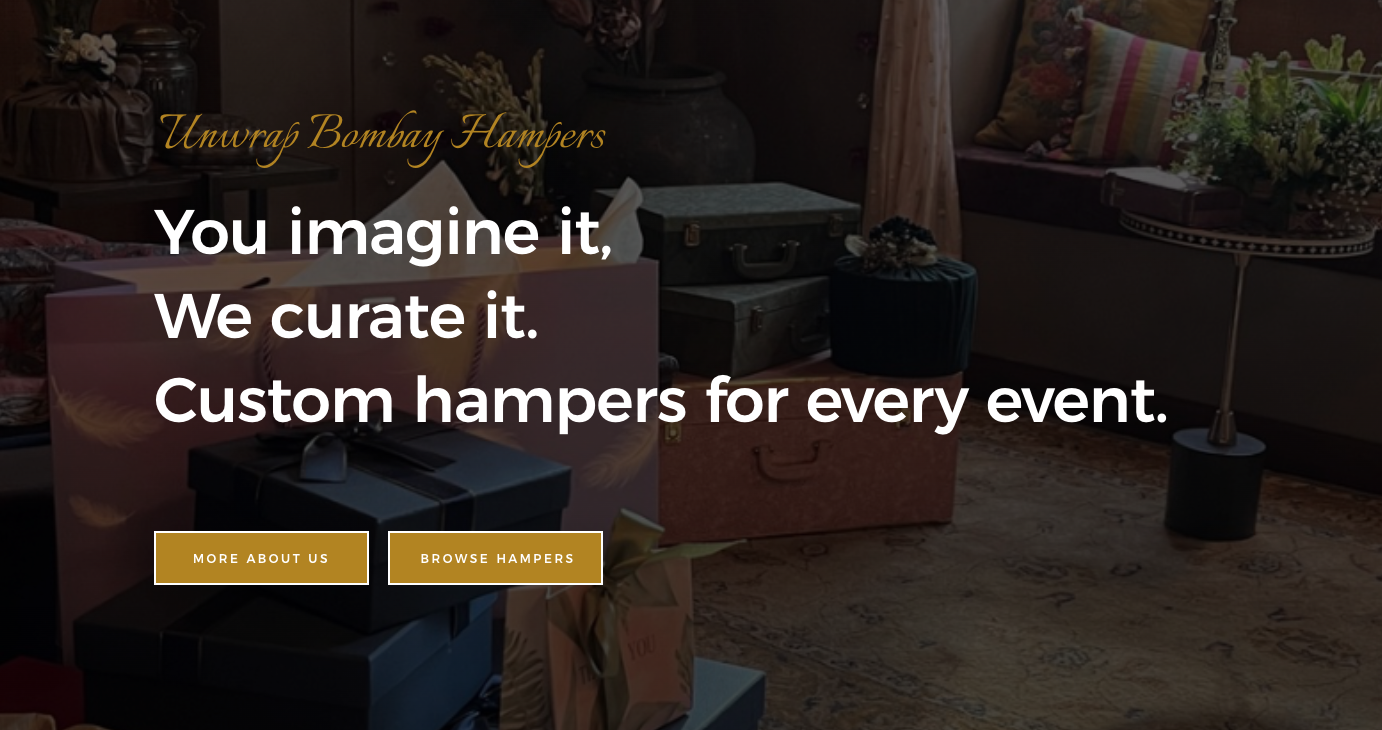 Unwrap Bombay Hampers
You imagine it,
We curate it.
Custom hampers for every event.
MORE ABOUT US
BROWSE HAMPERS
YOU